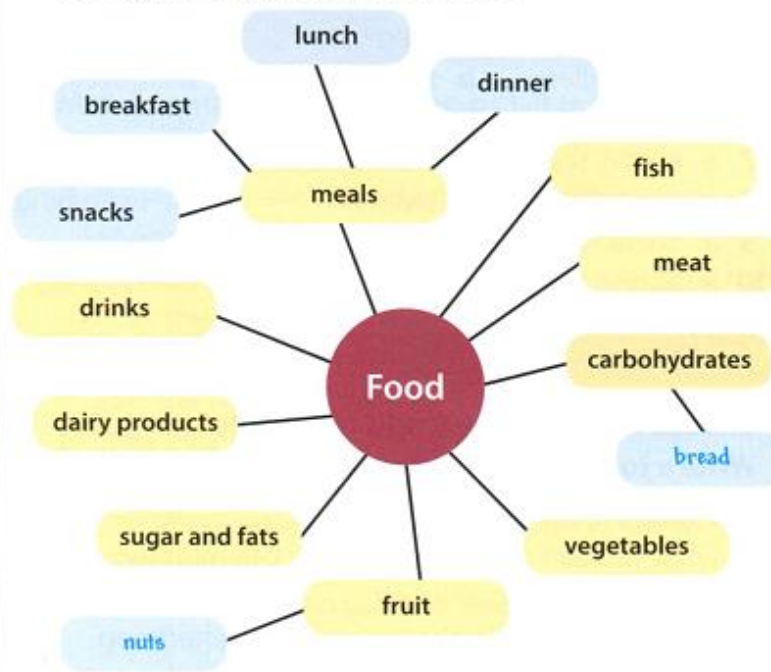 lunch
dinner
breakfast
fish
meals
snacks
meat
drinks
carbohydrates
Food
dairy products
bread
sugar and fats
vegetables
fruit
nuts